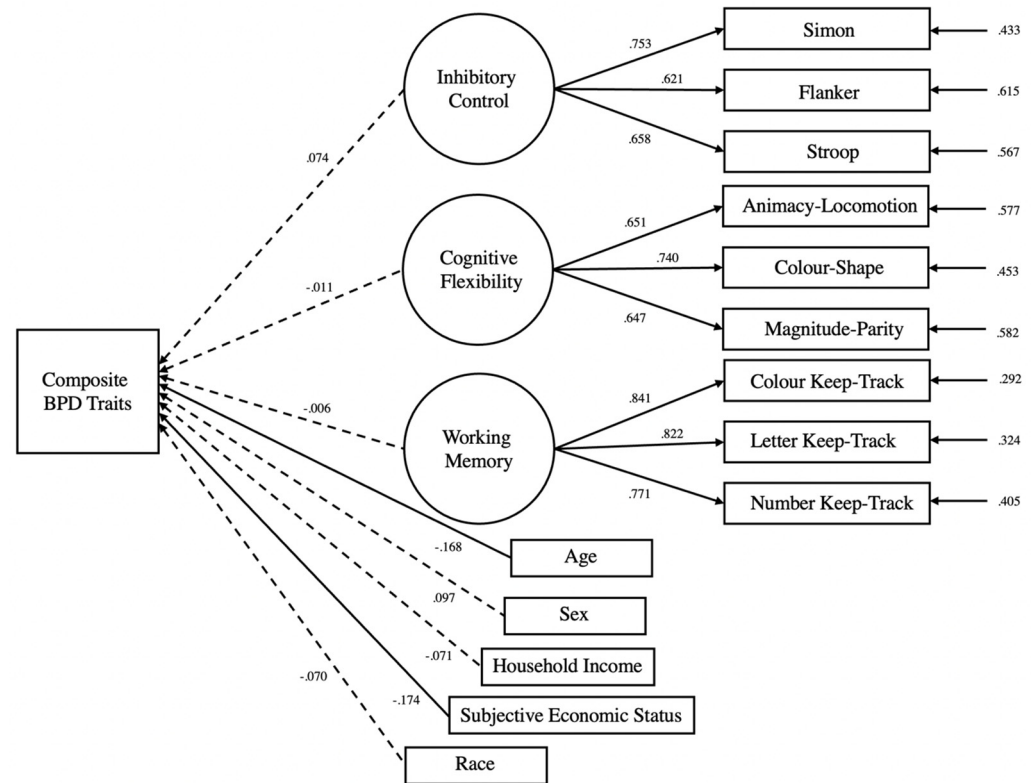 Simon
.433
.753
Inhibitory
Control
.621
Flanker
.615
.658
Stroop
.567
.074
Animacy-Locomotion
.577
.651
Cognitive
Flexibility
.740
Colour-Shape
.453
-.011
.647
Magnitude-Parity
.582
Composite
BPD Traits
Colour Keep-Track
.292
.841
-.006
Working
Memory
.822
Letter Keep-Track
.324
.771
Number Keep-Track
.405
-.168
Age
.097
Sex
-.071
Household Income
-.070
-.174
Subjective Economic Status
Race